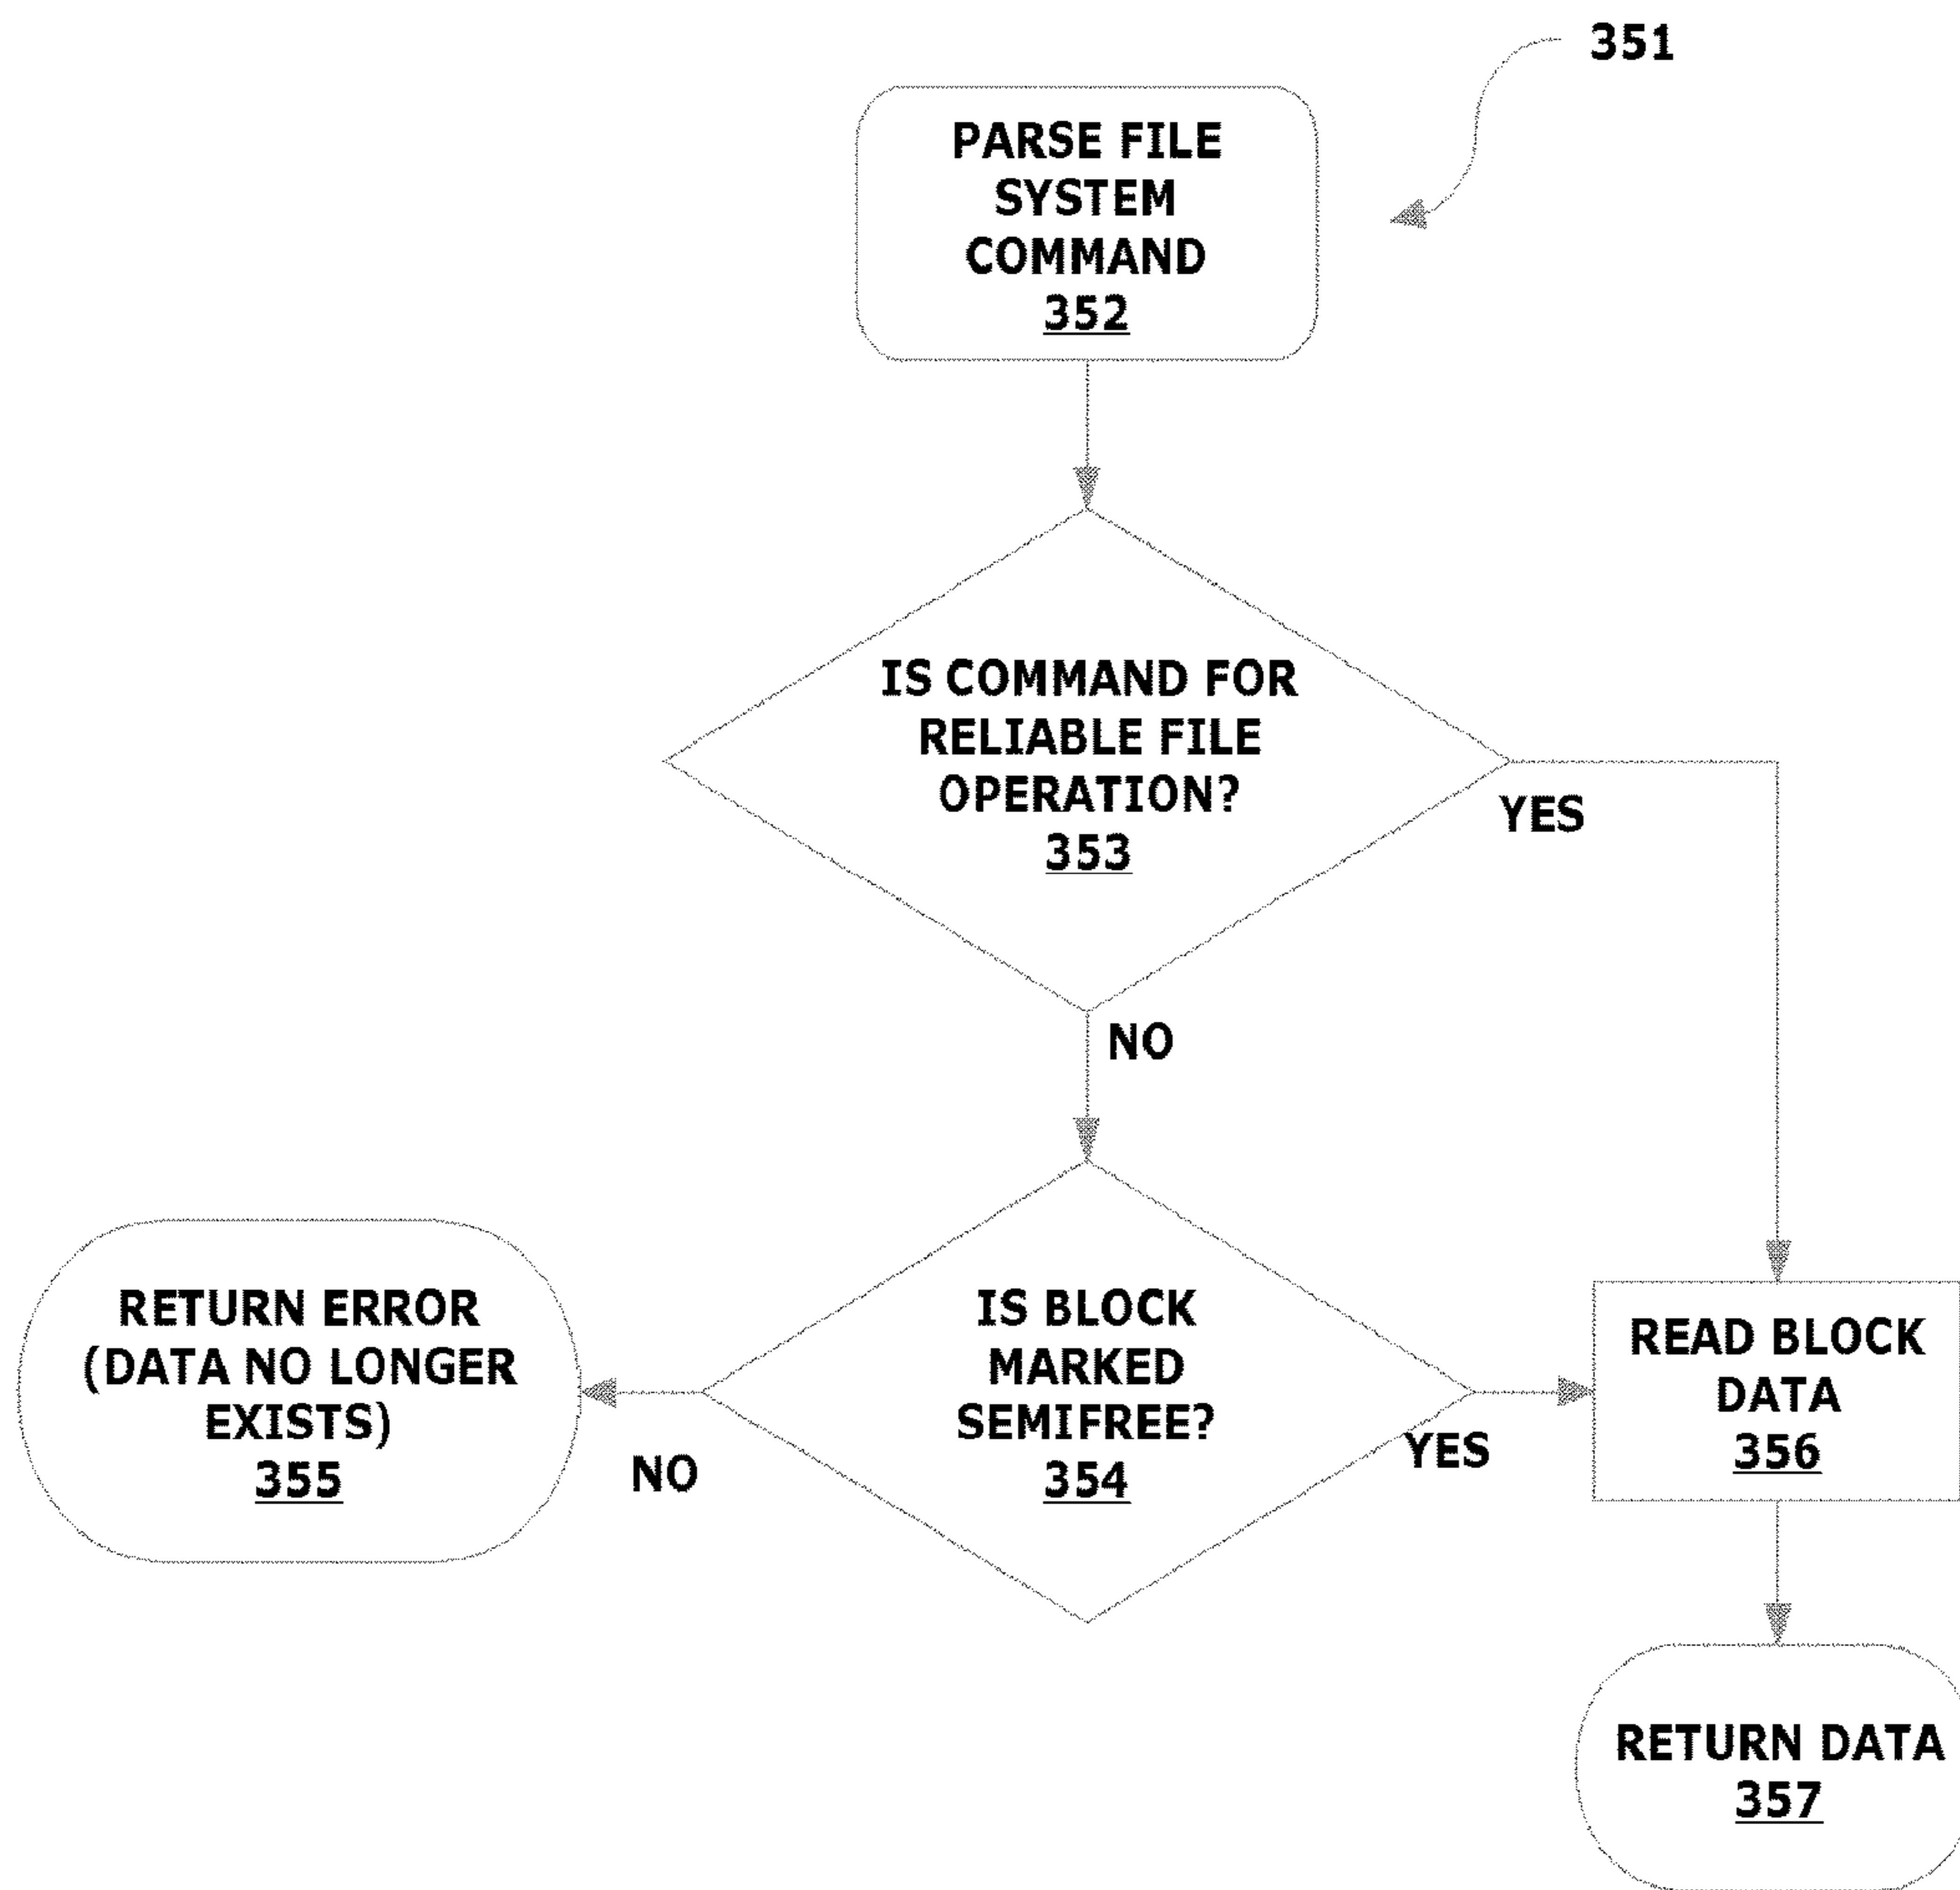 351
PARSE FILE
SYSTEM
COMMAND
352
IS COMMAND FOR
RELIABLE FILE
OPERATION?
353
YES
NO
RETURN ERROR
(DATA NO LONGER
EXISTS)
355
NO
IS BLOCK
MARKED
SEMIFREE?
354
YES
READ BLOCK
DATA
356
RETURN DATA
357